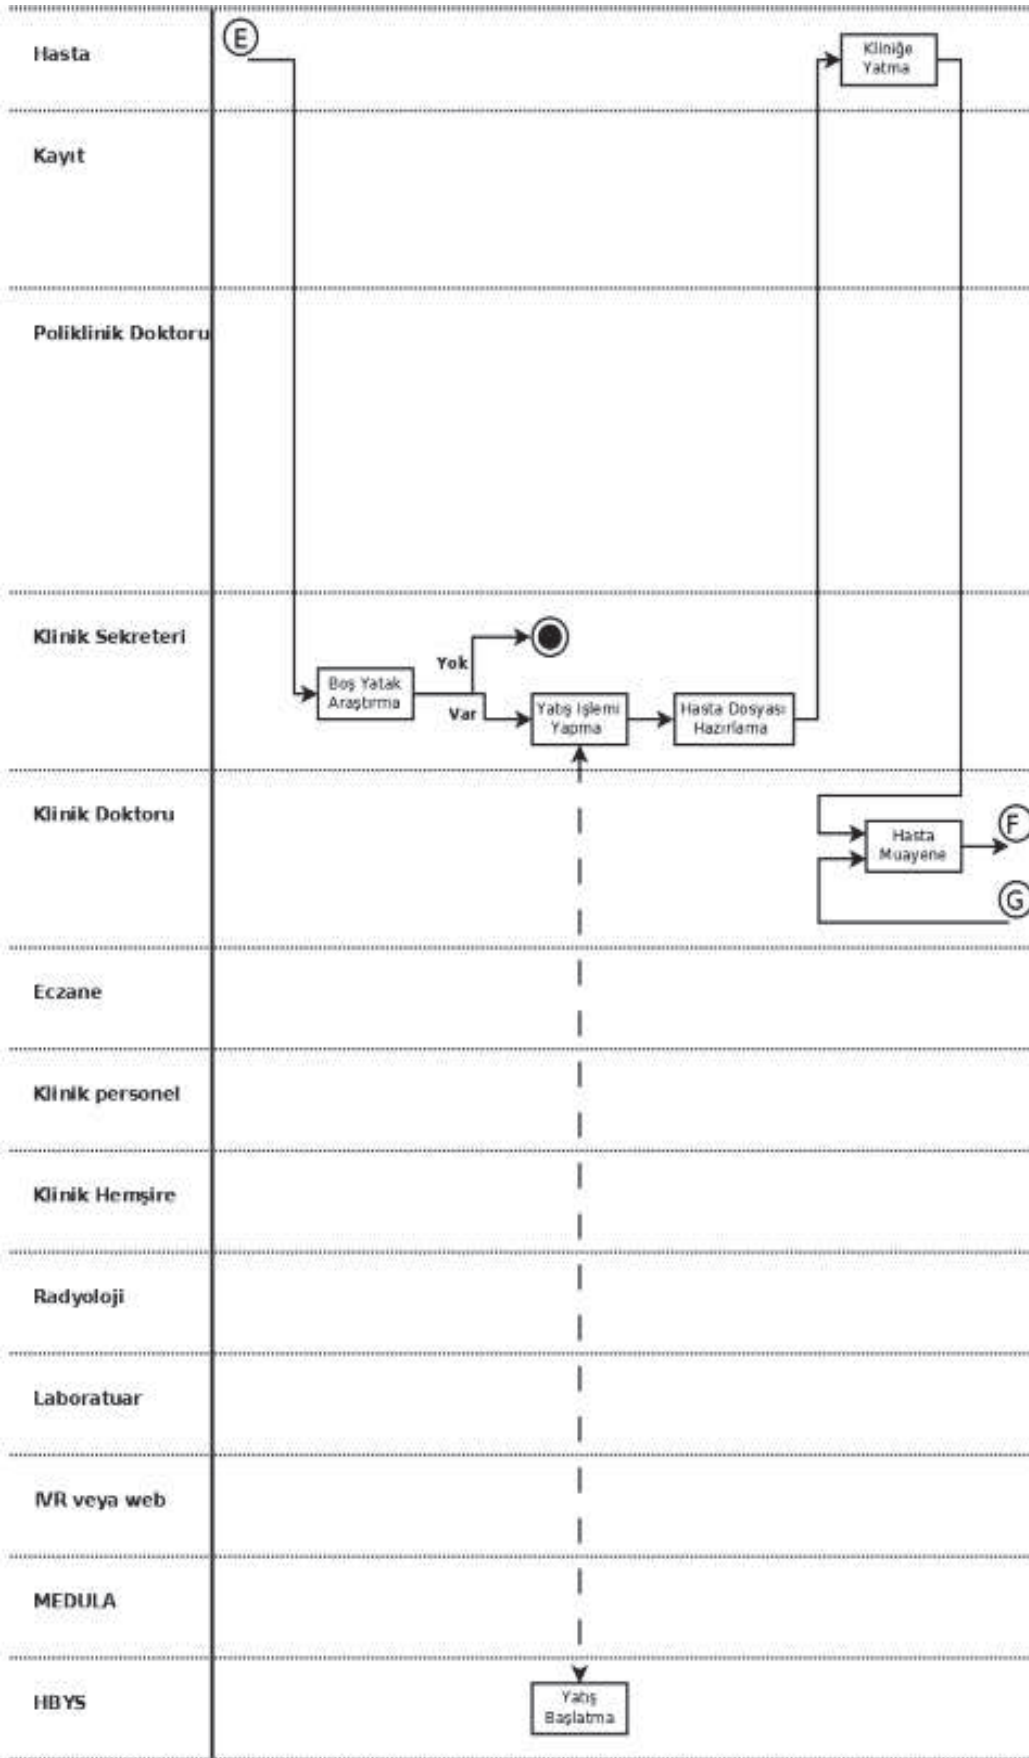 Hasta
E
Kliniğe
Yatma
Kayıt
Poliklinik Doktoru
Klinik Sekreteri
Yok
Boş Yatak
Araştırma
Var
Yatış İşlemi
Yapma
Hasta Dosyası
Hazırlama
Klinik Doktoru
Hasta
Muayene
F
G
Eczane
Klinik personel
Klinik Hemşire
Radyoloji
Laboratuar
IVR veya web
MEDULA
HBYS
Yatış
Başlatma